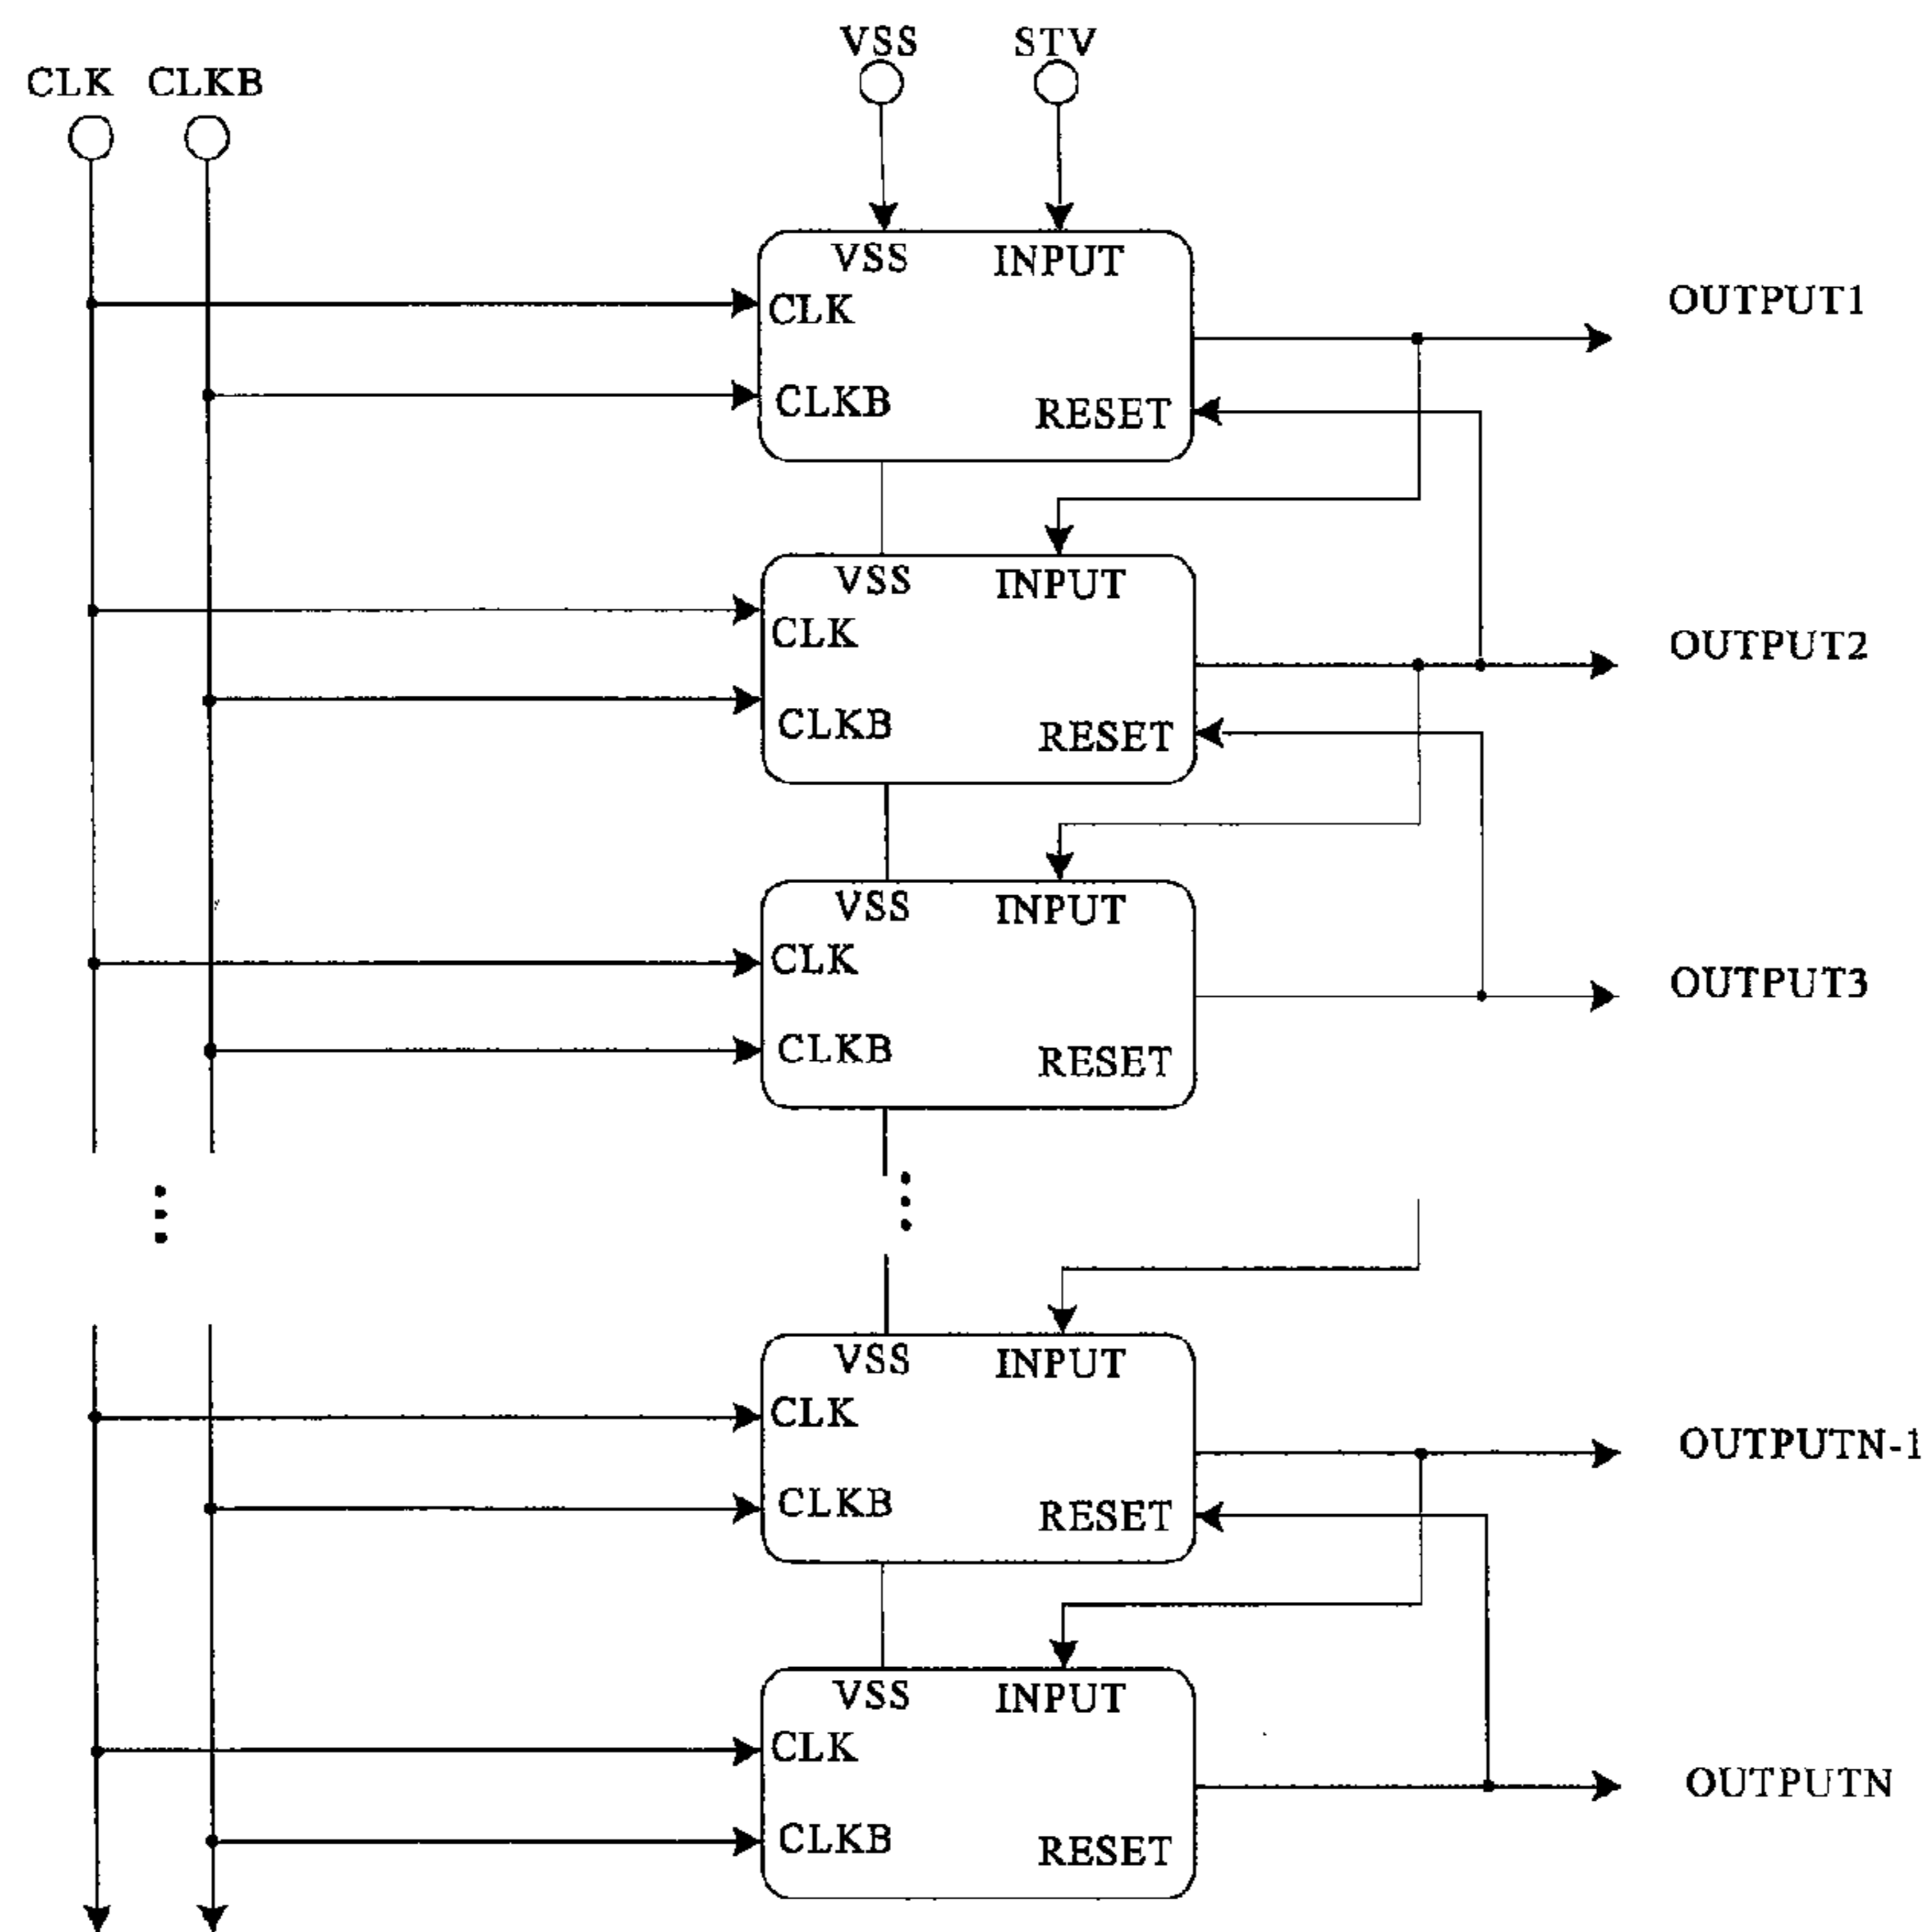 VSS STV
CLK CLKB
VSS INPUT
CLK
OUTPUT1
CLKB
RESET
VSS INPUT
CLK
OUTPUT2
CLKB
RESET
VSS INPUT
CLK
OUTPUT3
CLKB
RESET
VSS INPUT
CLK
OUTPUTN-1
CLKB
RESET
VSS INPUT
CLK
OUTPUTN
CLKB
RESET